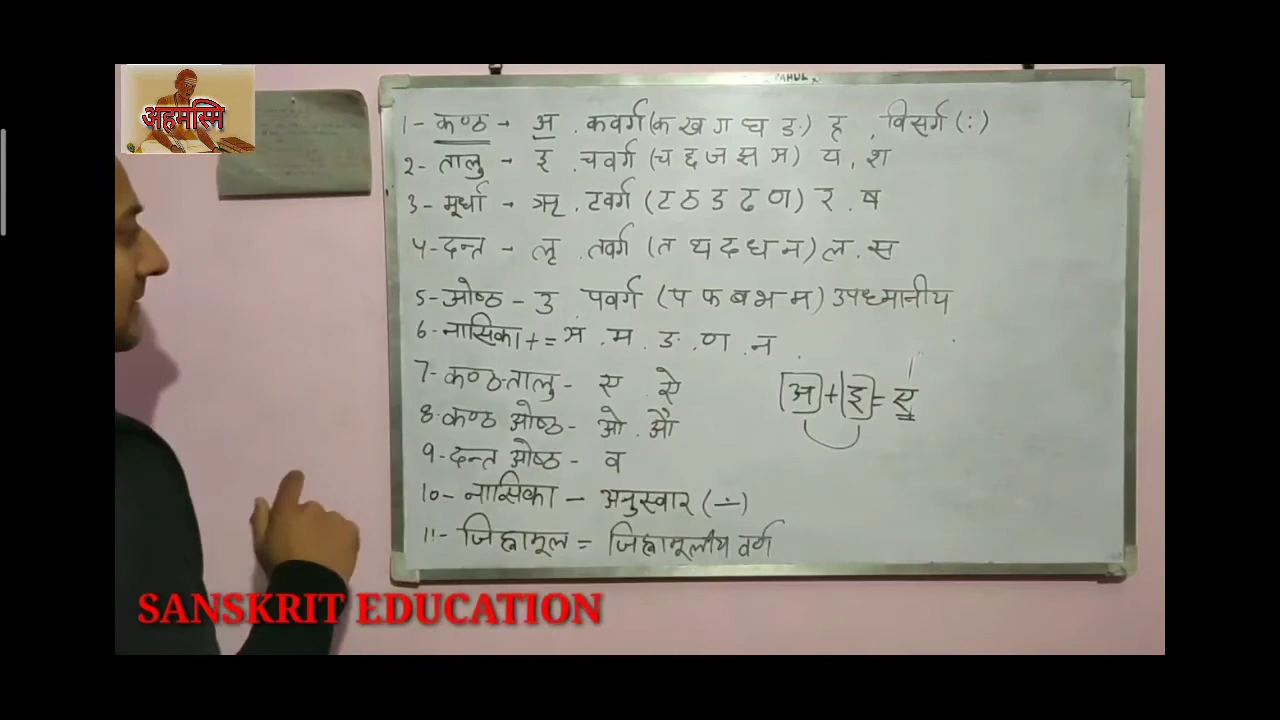 अहमस्मि
RAHUL
1- कण्ठ - अ . कवर्ग (क ख ग घ ङ) ह , विसर्ग (:)
2- तालु - इ . चवर्ग (च छ ज झ ञ) य , श
3- मूर्धा - ऋ . टवर्ग (ट ठ ड ढ ण) र . ष
4- दन्त - लृ . तवर्ग (त थ द ध न) ल . स
5- ओष्ठ - उ पवर्ग (प फ ब भ म) उपध्मानीय
6- नासिका + = ञ . म . ङ . ण . न .
7- कण्ठ-तालु - ए . ऐ
[अ] + [इ] = ए
8- कण्ठ ओष्ठ - ओ . औ
9- दन्त ओष्ठ - व
10- नासिका - अनुस्वार (∸)
11- जिह्वामूल = जिह्वामूलीय वर्ण
SANSKRIT EDUCATION